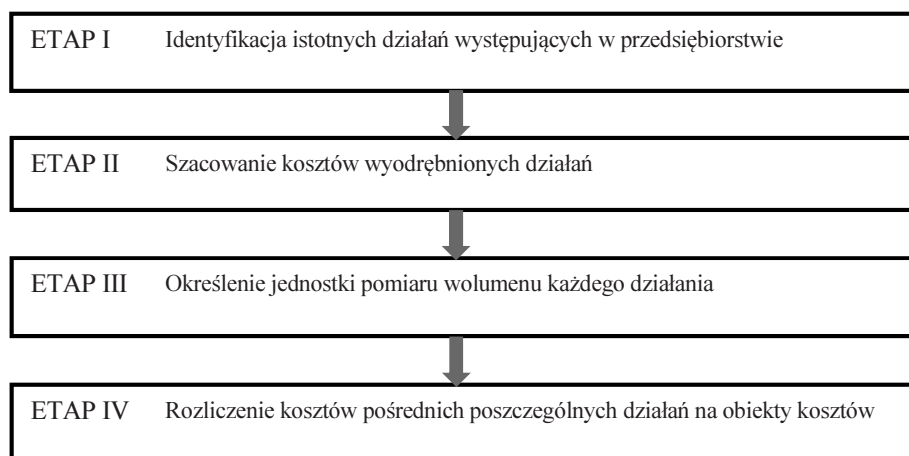 ETAP I Identyfikacja istotnych działań występujących w przedsiębiorstwie
ETAP II Szacowanie kosztów wyodrębnionych działań
ETAP III Określenie jednostki pomiaru wolumenu każdego działania
ETAP IV Rozliczenie kosztów pośrednich poszczególnych działań na obiekty kosztów